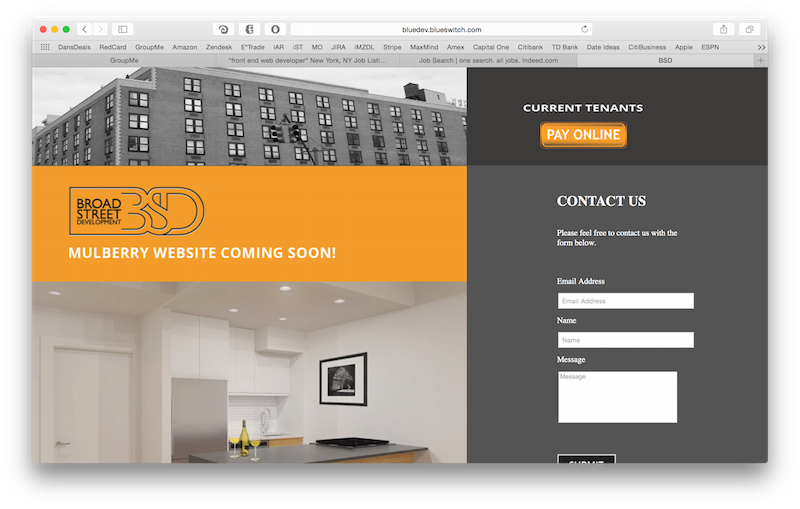 bluedev.blueswitch.com
DansDeals RedCard GroupMe Amazon Zendesk E*Trade iAR iST MO JIRA iMZDL Stripe MaxMind Amex Capital One Citibank TD Bank Date Ideas CitiBusiness Apple ESPN >>
GroupMe "front end web developer" New York, NY Job Listi... Job Search | one search. all jobs. Indeed.com BSD +
CURRENT TENANTS
PAY ONLINE
BROAD
STREET
DEVELOPMENT
BSD
MULBERRY WEBSITE COMING SOON!
CONTACT US
Please feel free to contact us with the
form below.
Email Address
Email Address
Name
Name
Message
Message
SUBMIT